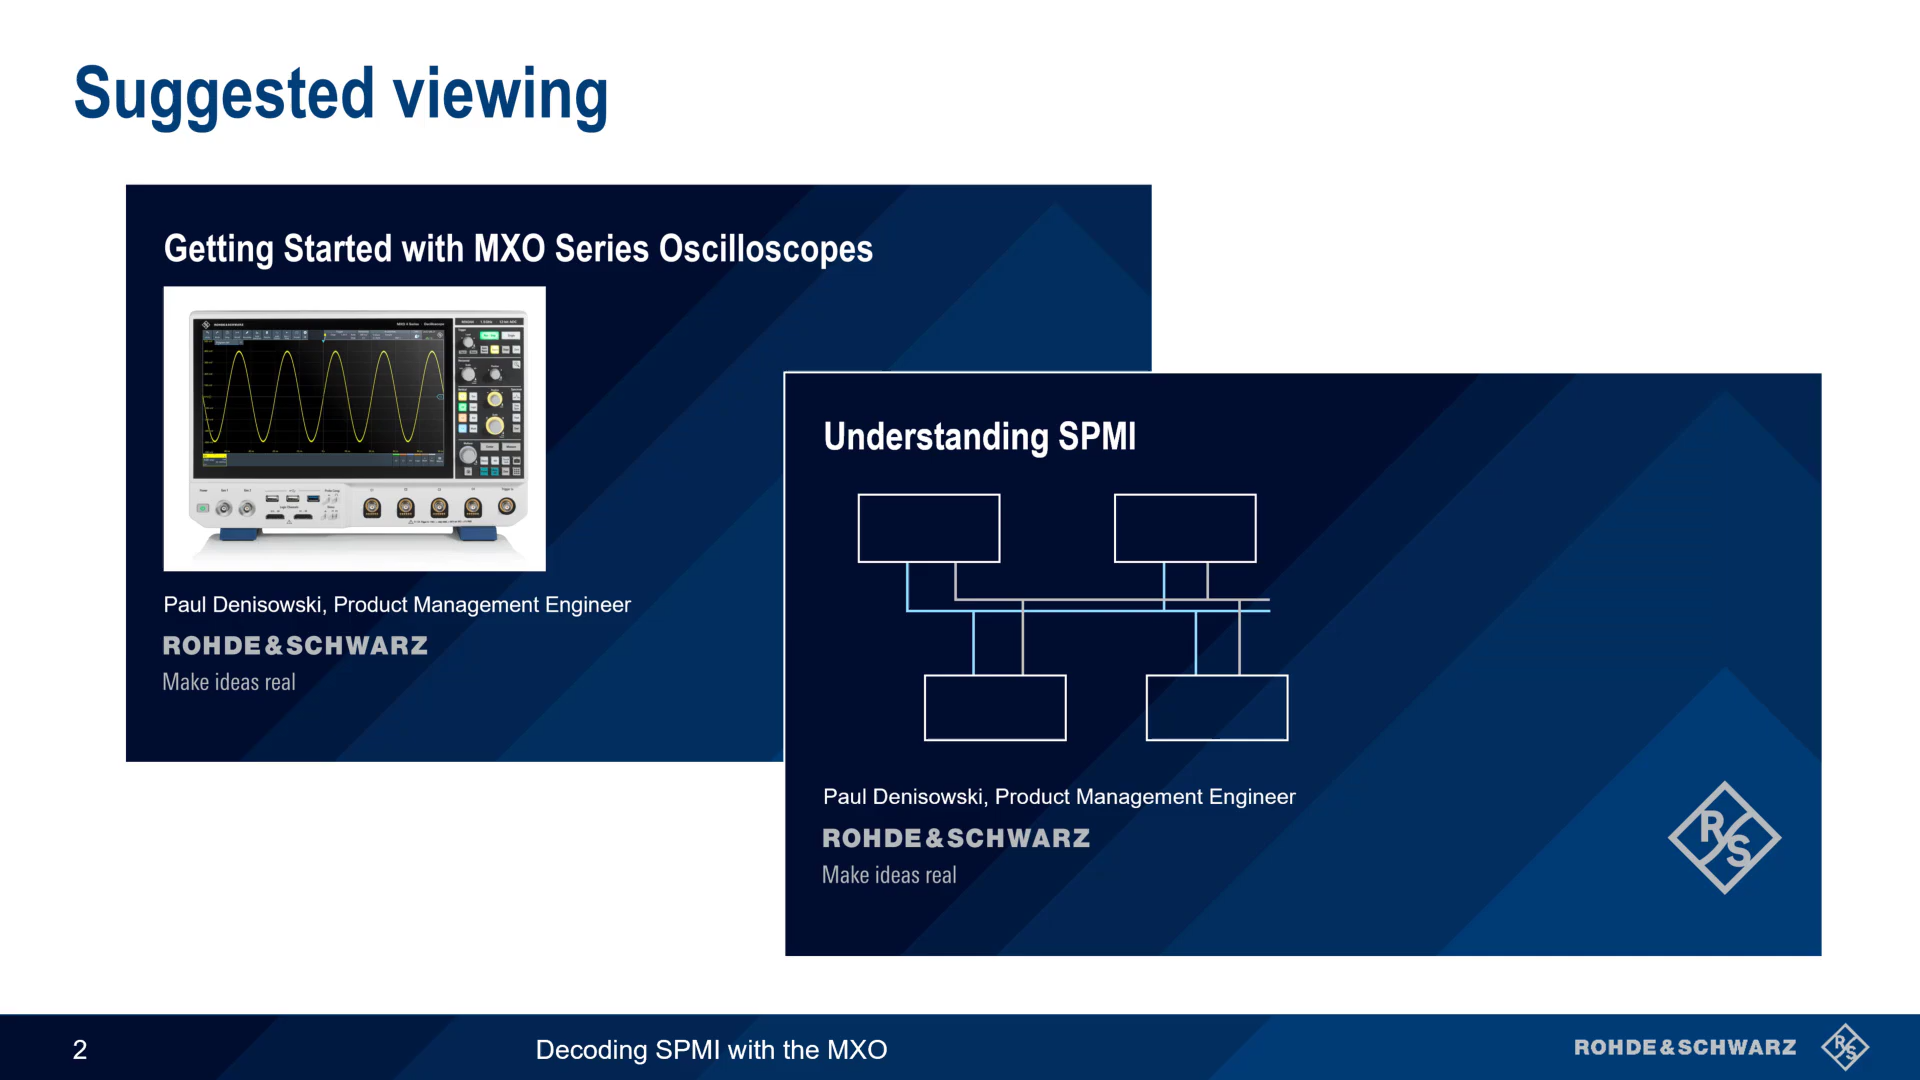 Suggested viewing
Getting Started with MXO Series Oscilloscopes
ROHDE&SCHWARZ
Paul Denisowski, Product Management Engineer
ROHDE&SCHWARZ
Make ideas real
Understanding SPMI
Paul Denisowski, Product Management Engineer
ROHDE&SCHWARZ
Make ideas real
R S
2
Decoding SPMI with the MXO
ROHDE&SCHWARZ
R S